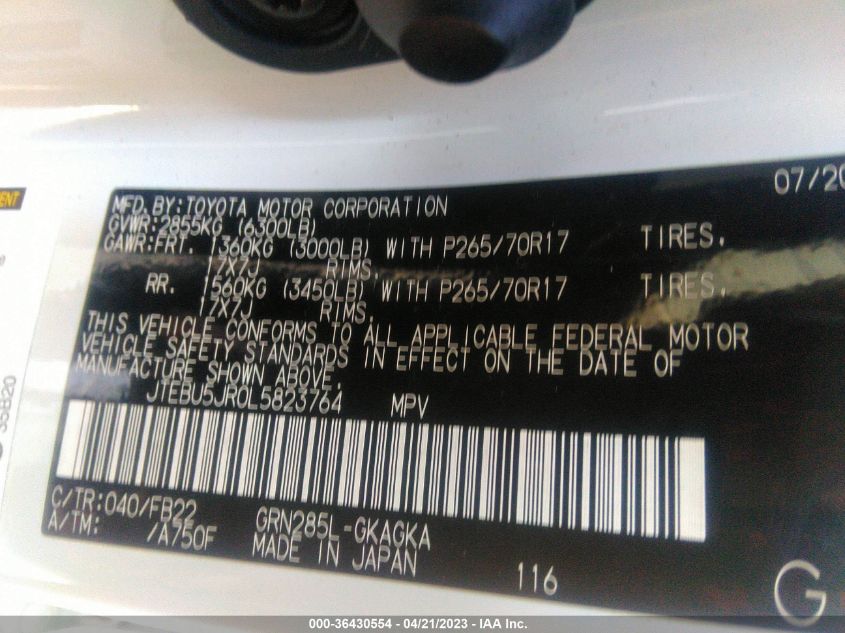 07/20
MFD.BY:TOYOTA MOTOR CORPORATION
GVWR:2855KG (6300LB)
GAWR:FRT. 1360KG (3000LB) WITH P265/70R17 TIRES.
17X7J RIMS.
RR. 1560KG (3450LB) WITH P265/70R17 TIRES.
17X7J RIMS.
THIS VEHICLE CONFORMS TO ALL APPLICABLE FEDERAL MOTOR
VEHICLE SAFETY STANDARDS IN EFFECT ON THE DATE OF
MANUFACTURE SHOWN ABOVE.
JTEBU5JR0L5823764 MPV
C/TR:040/FB22 GRN285L-GKAGKA
A/TM: /A750F MADE IN JAPAN
116
G
35B20
000-36430554 - 04/21/2023 - IAA Inc.